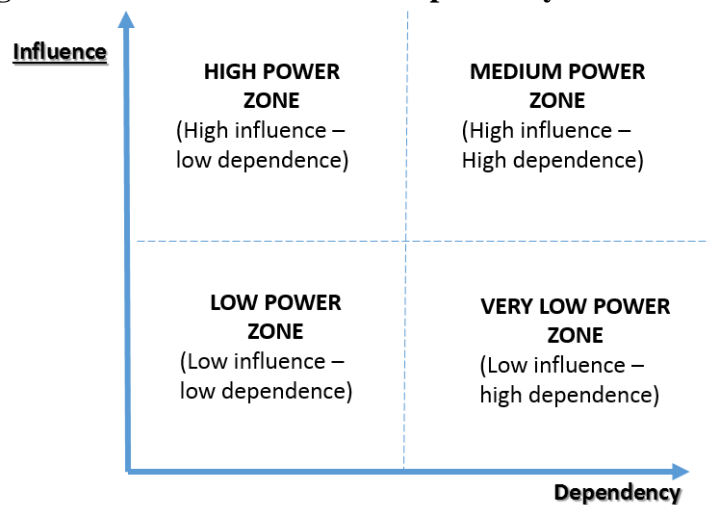 Influence
HIGH POWER
ZONE
(High influence –
low dependence)
MEDIUM POWER
ZONE
(High influence –
High dependence)
LOW POWER
ZONE
(Low influence –
low dependence)
VERY LOW POWER
ZONE
(Low influence –
high dependence)
Dependency